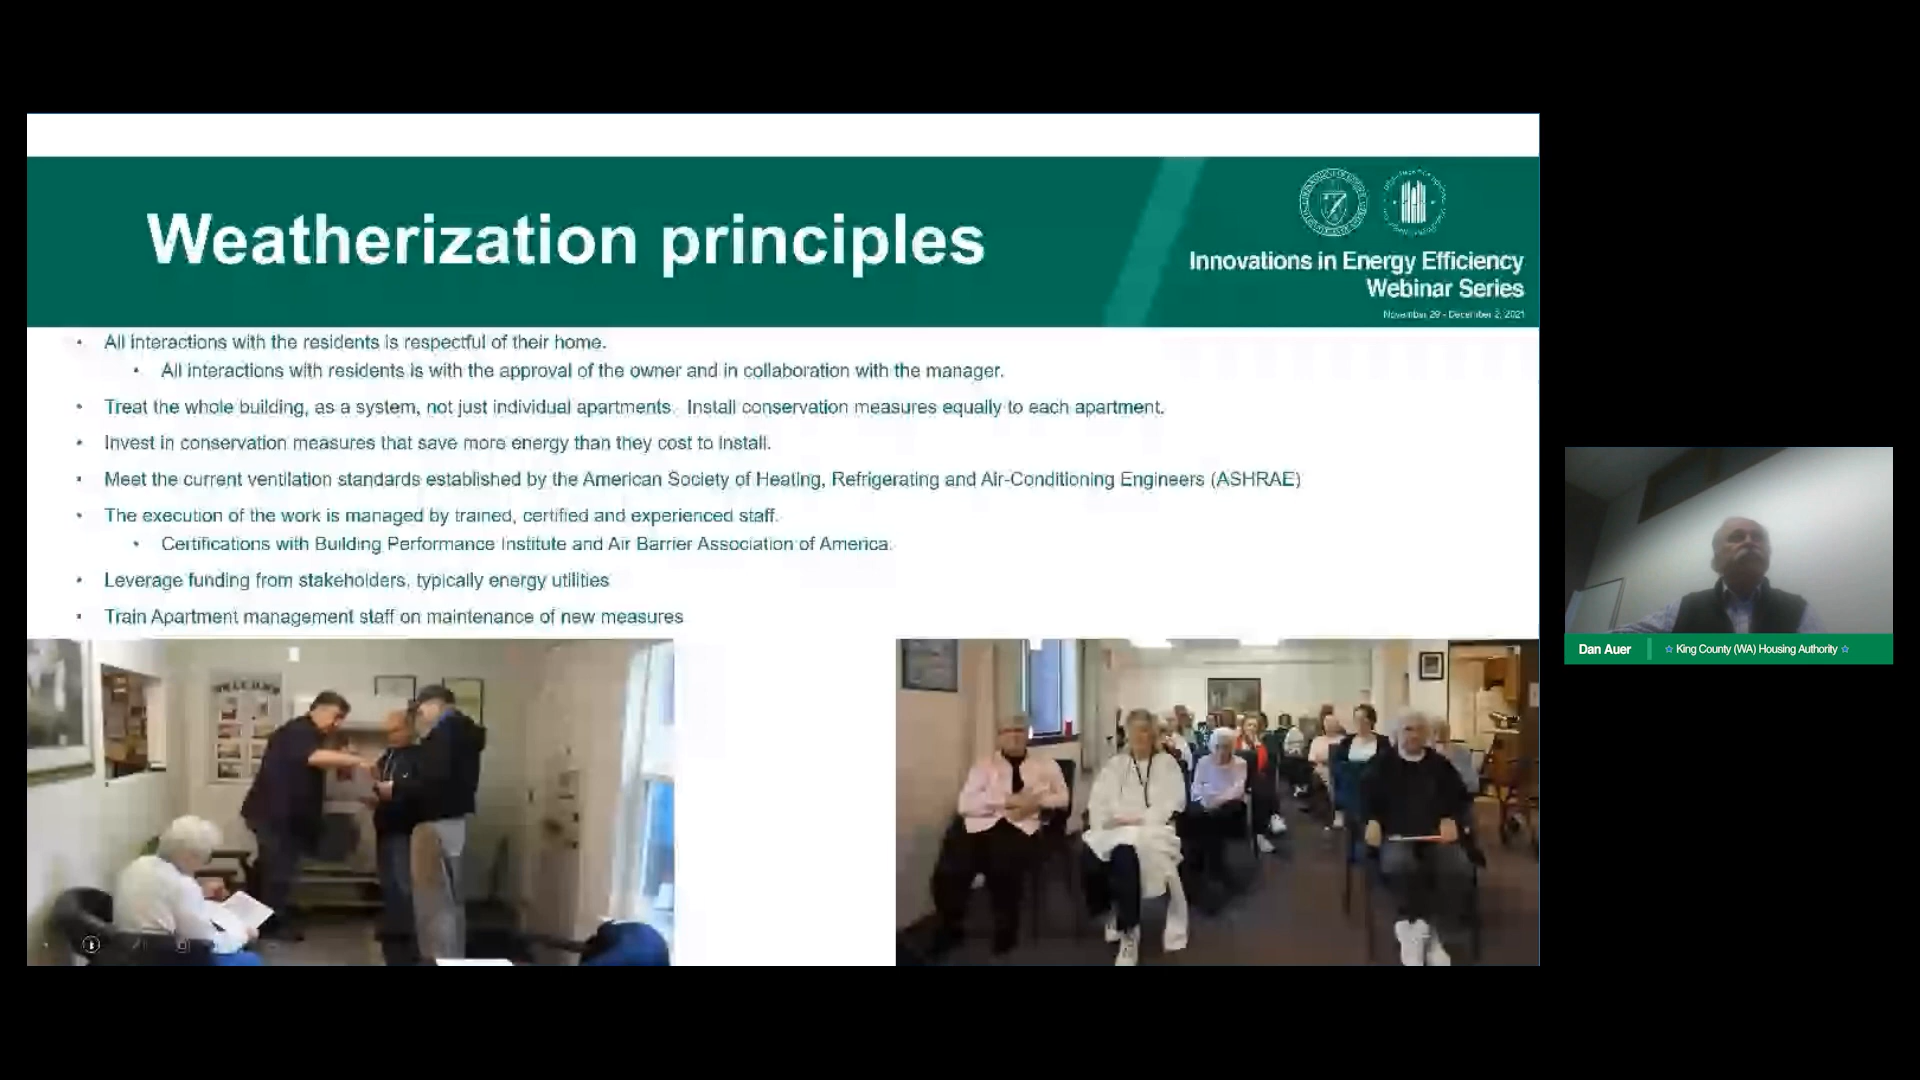 Weatherization principles
Innovations in Energy Efficiency
Webinar Series
November 29 - December 2, 2021
• All interactions with the residents is respectful of their home.
• All interactions with residents is with the approval of the owner and in collaboration with the manager.
• Treat the whole building, as a system, not just individual apartments. Install conservation measures equally to each apartment.
• Invest in conservation measures that save more energy than they cost to install.
• Meet the current ventilation standards established by the American Society of Heating, Refrigerating and Air-Conditioning Engineers (ASHRAE)
• The execution of the work is managed by trained, certified and experienced staff.
• Certifications with Building Performance Institute and Air Barrier Association of America.
• Leverage funding from stakeholders, typically energy utilities
• Train Apartment management staff on maintenance of new measures
WELCOME
Dan Auer
☆ King County (WA) Housing Authority ☆